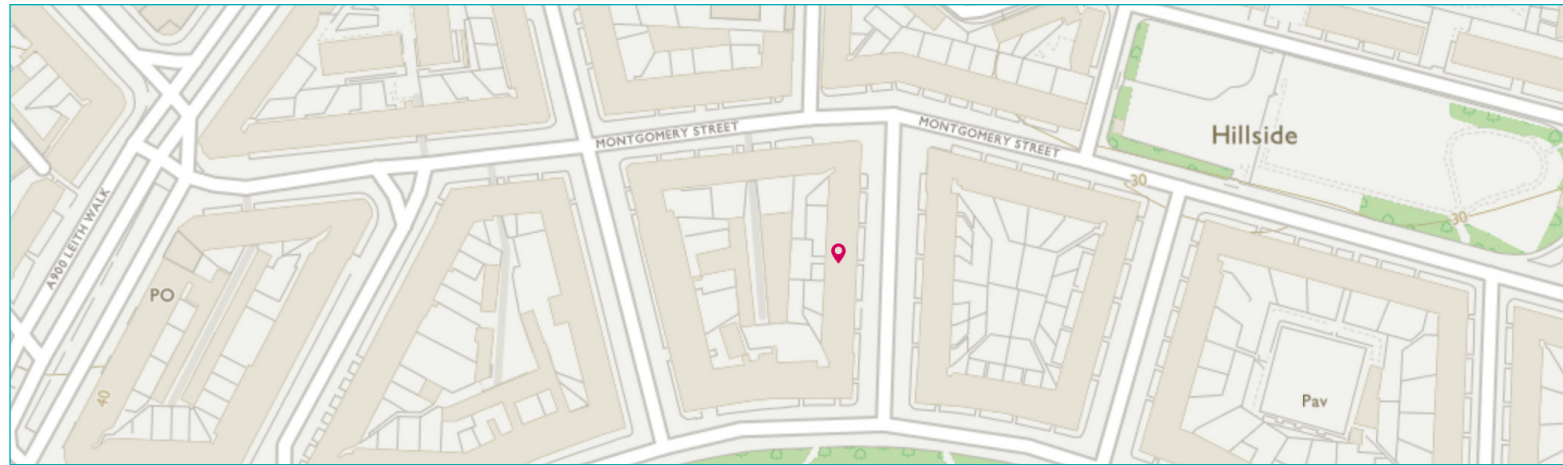 MONTGOMERY STREET
MONTGOMERY STREET
Hillside
30
30
A900 LEITH WALK
PO
40
Pav